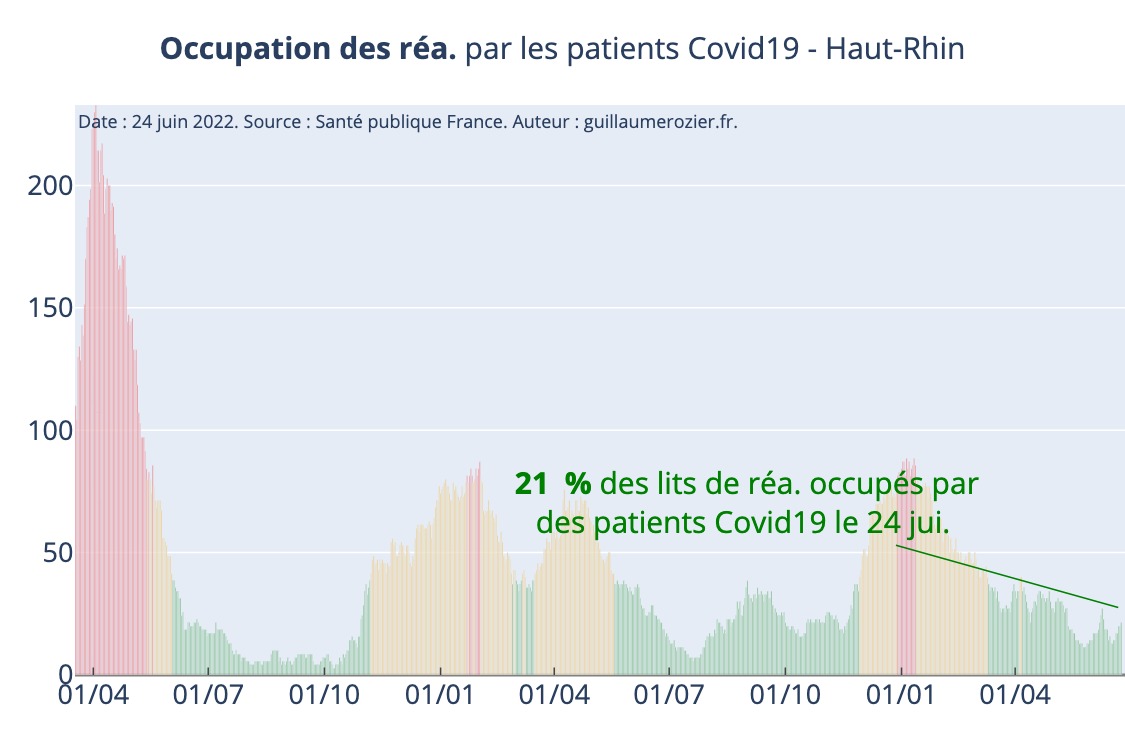 Occupation des réa. par les patients Covid19 - Haut-Rhin
Date : 24 juin 2022. Source : Santé publique France. Auteur : guillaumerozier.fr.
200
150
100
21 % des lits de réa. occupés par
des patients Covid19 le 24 jui.
50
0
01/04 01/07 01/10 01/01 01/04 01/07 01/10 01/01 01/04